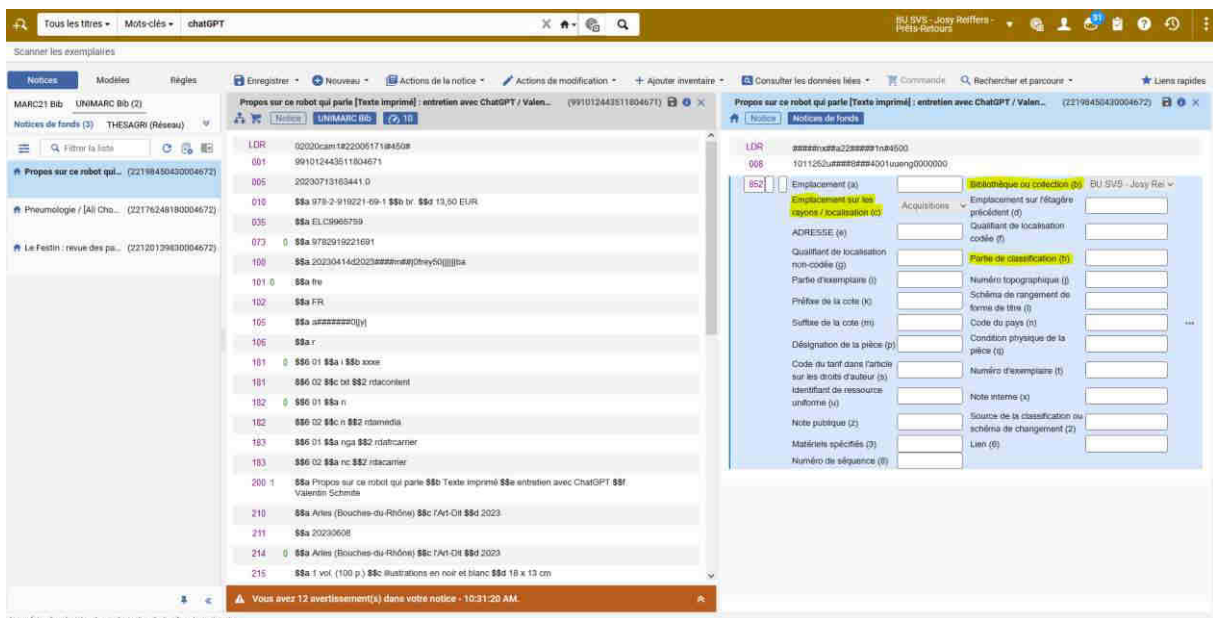 Tous les titres Mots-clés chatGPT
BU SVS - Josy Reiffers - Prêts-Retours
31
Scanner les exemplaires
Notices Modèles Règles
Enregistrer Nouveau Actions de la notice Actions de modification + Ajouter inventaire Consulter les données liées Commande Rechercher et parcourir Liens rapides
MARC21 Bib UNIMARC Bib (2)
Notices de fonds (3) THESAGRI (Réseau)
Filtrer la liste
Propos sur ce robot qui... (22198450430004672)
Pneumologie / [Ali Cho... (22176248180004672)
Le Festin : revue des pa... (22120139830004672)
Propos sur ce robot qui parle [Texte imprimé] : entretien avec ChatGPT / Valen... (991012443511804671)
Notice UNIMARC Bib 10
LDR 02020cam1#22005171#450#
001 991012443511804671
005 20230713163441.0
010 $$a 978-2-919221-69-1 $$b br. $$d 13,50 EUR
035 $$a ELC9965759
073 0 $$a 9782919221691
100
101 0 $$a fre
102 $$a FR
105
106 $$a r
181 0 $$6 01 $$a i $$b xxxe
181 $$6 02 $$c txt $$2 rdacontent
182 0 $$6 01 $$a n
182 $$6 02 $$c n $$2 rdamedia
183 $$6 01 $$a nga $$2 rdafrcarrier
183 $$6 02 $$a nc $$2 rdacarrier
200 1 $$a Propos sur ce robot qui parle $$b Texte imprimé $$e entretien avec ChatGPT $$f
Valentin Schmite
210 $$a Arles (Bouches-du-Rhône) $$c l'Art-Dit $$d 2023
211 $$a 20230608
214 0 $$a Arles (Bouches-du-Rhône) $$c l'Art-Dit $$d 2023
215 $$a 1 vol. (100 p.) $$c illustrations en noir et blanc $$d 18 x 13 cm
Vous avez 12 avertissement(s) dans votre notice - 10:31:20 AM.
Propos sur ce robot qui parle [Texte imprimé] : entretien avec ChatGPT / Valen... (22198450430004672)
Notice Notices de fonds
LDR #####nx##a22#####1n#4500
008 1011252u####8###4001uueng0000000
852 Emplacement (a) Bibliothèque ou collection (b) BU SVS - Josy Rei
Emplacement sur les rayons / localisation (c) Acquisitions Emplacement sur l'étagère précédent (d)
ADRESSE (e) Qualifiant de localisation codée (f)
Qualifiant de localisation non-codée (g) Partie de classification (h)
Partie d'exemplaire (i) Numéro topographique (j)
Préfixe de la cote (k) Schéma de rangement de forme de titre (l)
Suffixe de la cote (m) Code du pays (n)
Désignation de la pièce (p) Condition physique de la pièce (q)
Code du tarif dans l'article sur les droits d'auteur (s) Numéro d'exemplaire (t)
Identifiant de ressource uniforme (u) Note interne (x)
Note publique (z) Source de la classification ou schéma de changement (2)
Matériels spécifiés (3) Lien (6)
Numéro de séquence (8)